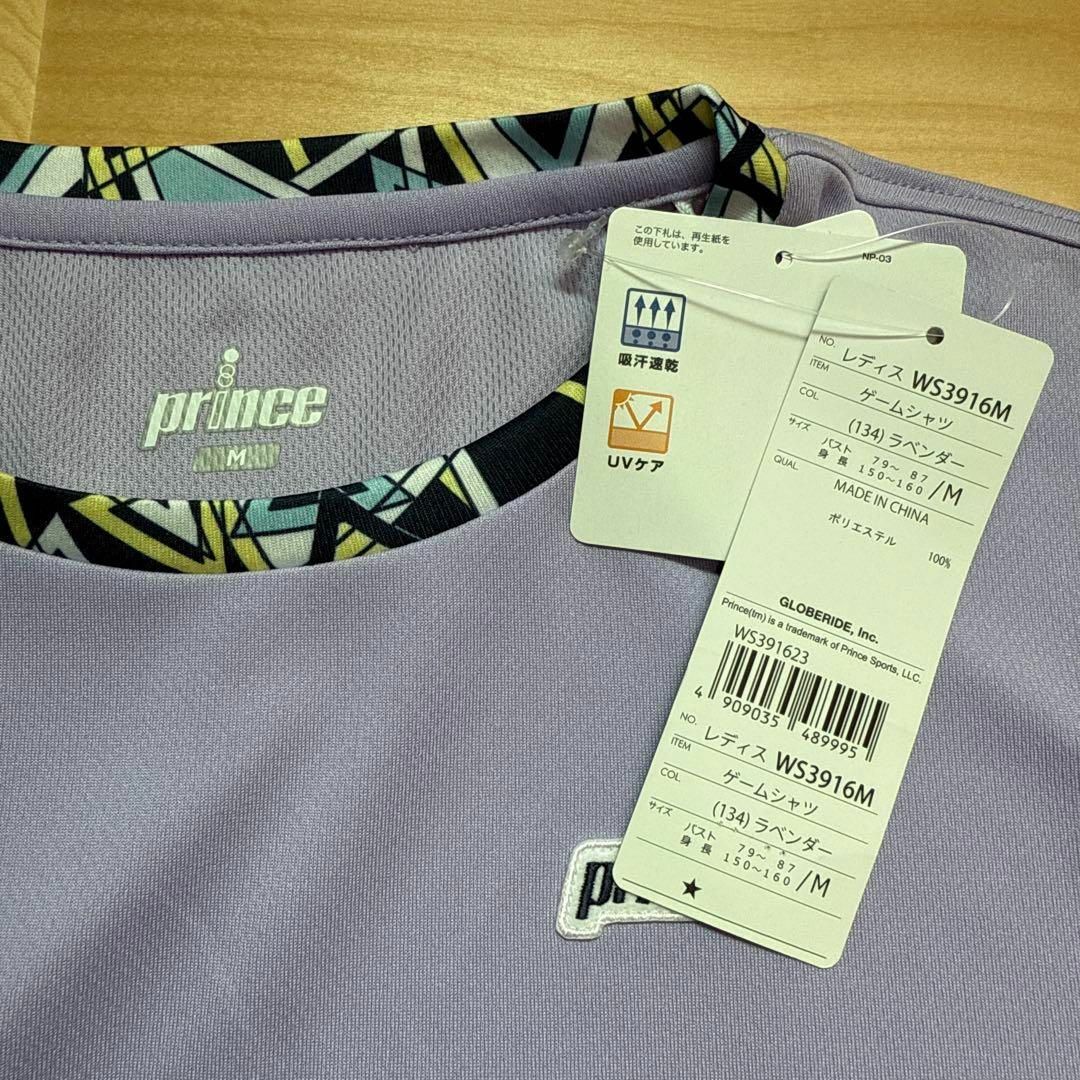 この下札は、再生紙を
使用しています。
NP-03
吸汗速乾
UVケア
prince
M
NO. レディス WS3916M
ITEM ゲームシャツ
COL (134) ラベンダー
サイズ バスト 79～ 87
身長 150～160 /M
QUAL MADE IN CHINA
ポリエステル 100%
GLOBERIDE, Inc.
Prince(tm) is a trademark of Prince Sports, LLC.
WS391623
4 909035 489995
NO. レディス WS3916M
ITEM ゲームシャツ
COL (134) ラベンダー
サイズ バスト 79～ 87
身長 150～160 /M
★